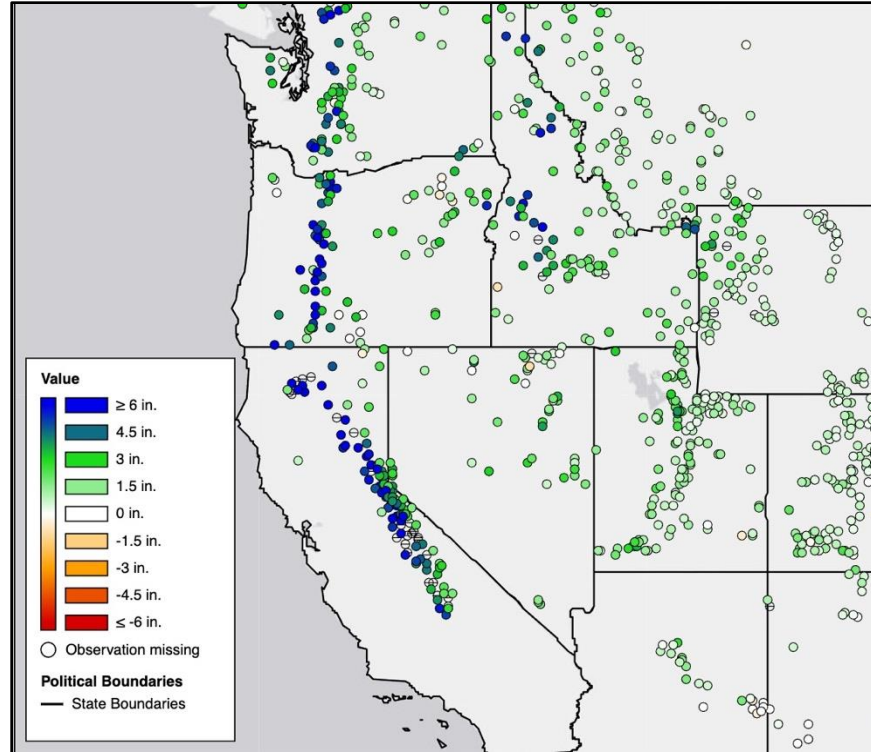 Value
≥ 6 in.
4.5 in.
3 in.
1.5 in.
0 in.
-1.5 in.
-3 in.
-4.5 in.
≤ -6 in.
Observation missing
Political Boundaries
State Boundaries